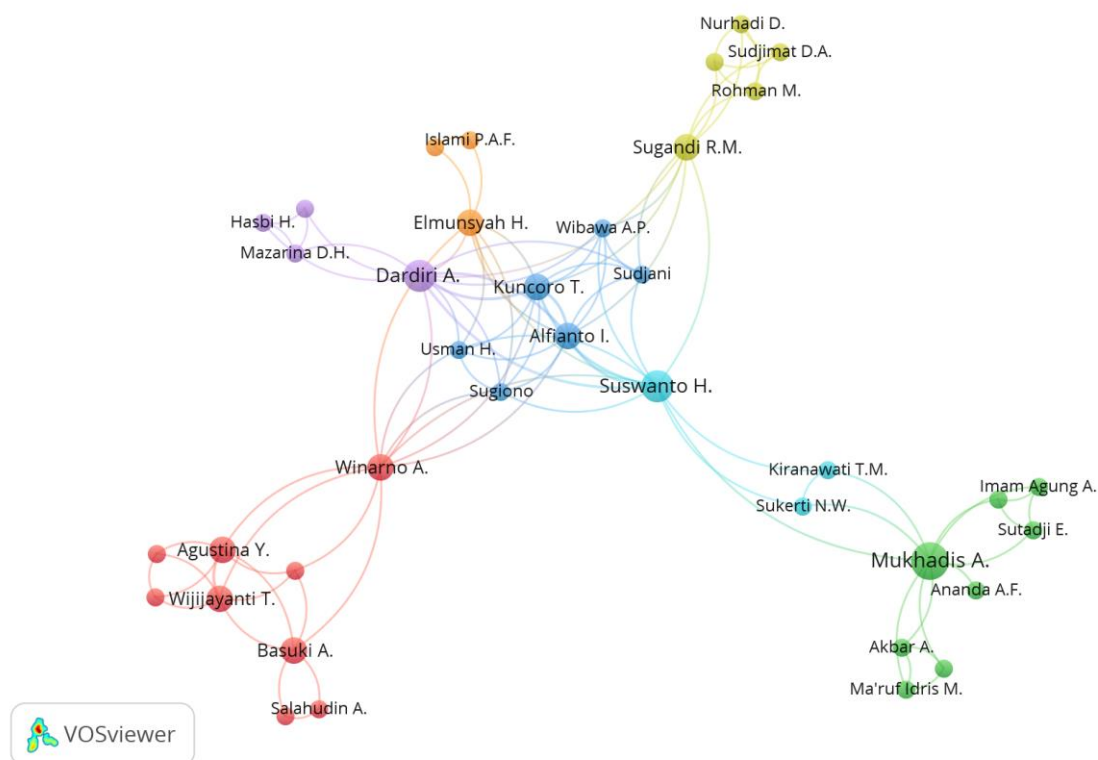 Nurhadi D.
Sudjimat D.A.
Rohman M.
Islami P.A.F.
Sugandi R.M.
Hasbi H.
Elmunsyah H.
Wibawa A.P.
Mazarina D.H.
Dardiri A.
Sudjani
Kuncoro T.
Alfianto I.
Usman H.
Suswanto H.
Sugiono
Winarno A.
Kiranawati T.M.
Imam Agung A.
Sukerti N.W.
Sutadji E.
Agustina Y.
Mukhadis A.
Ananda A.F.
Wijijayanti T.
Akbar A.
Basuki A.
Ma'ruf Idris M.
Salahudin A.
VOSviewer